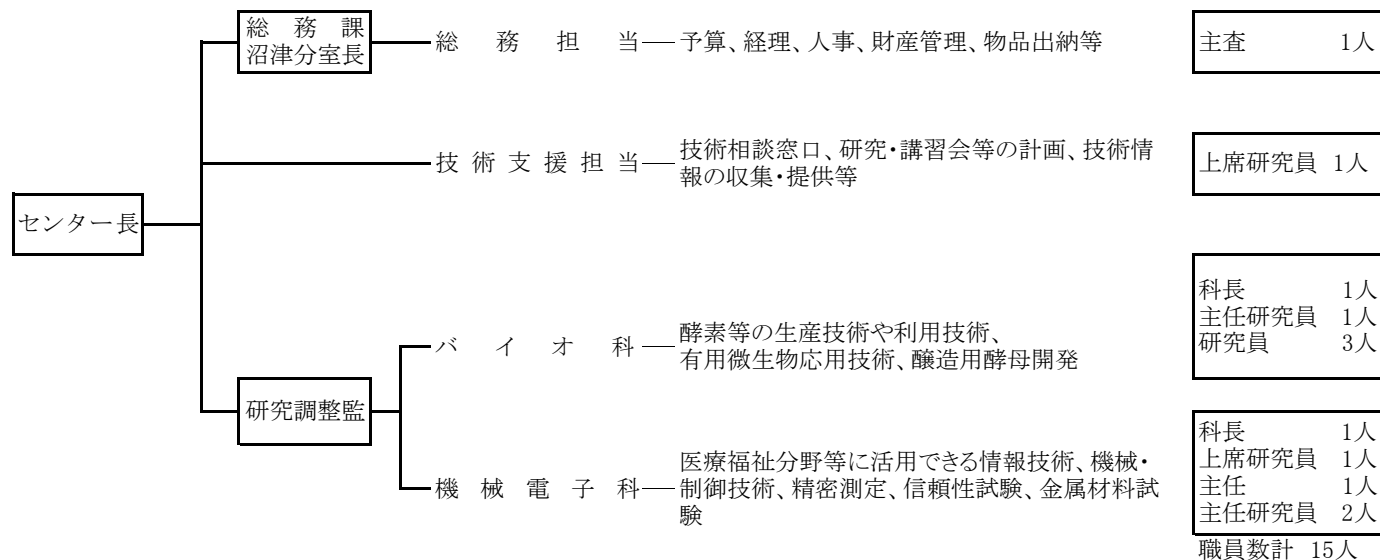 総務課
沼津分室長
総務担当
予算、経理、人事、財産管理、物品出納等
主査 1人
技術支援担当
技術相談窓口、研究・講習会等の計画、技術情
報の収集・提供等
上席研究員 1人
センター長
バイオ科
酵素等の生産技術や利用技術、
有用微生物応用技術、醸造用酵母開発
科長 1人
主任研究員 1人
研究員 3人
研究調整監
機械電子科
医療福祉分野等に活用できる情報技術、機械・
制御技術、精密測定、信頼性試験、金属材料試
験
科長 1人
上席研究員 1人
主任 1人
主任研究員 2人
職員数計 15人